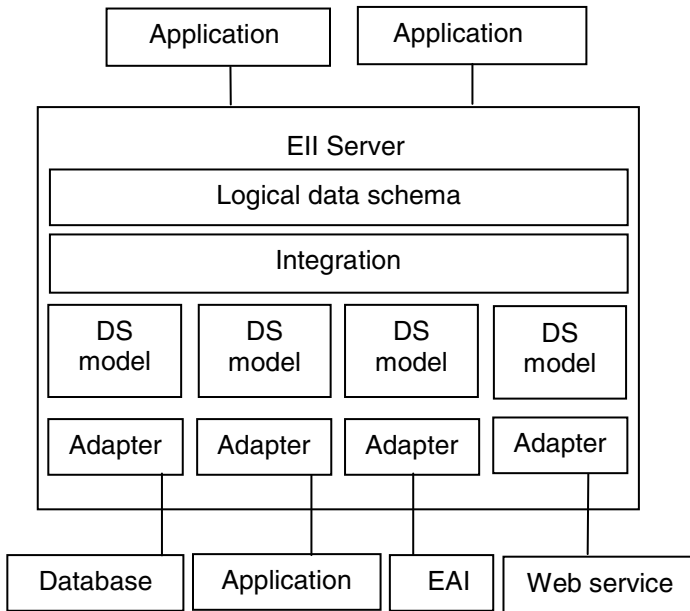 Application
Application
EII Server
Logical data schema
Integration
DS
model
DS
model
DS
model
DS
model
Adapter
Adapter
Adapter
Adapter
Database
Application
EAI
Web service